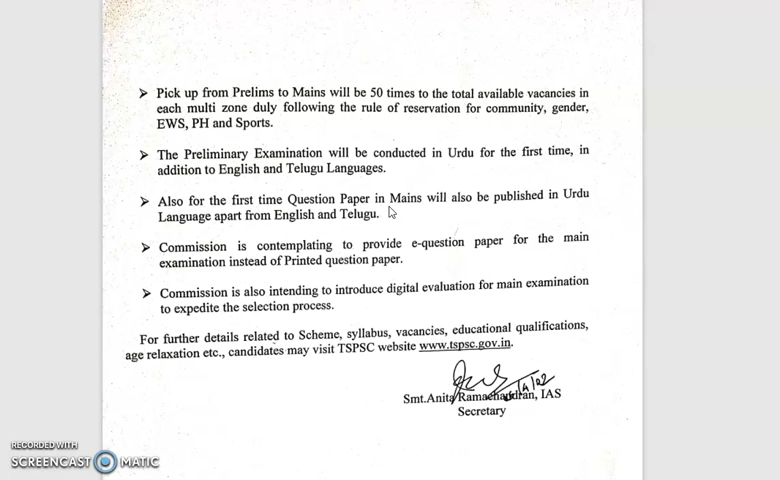 ➢ Pick up from Prelims to Mains will be 50 times to the total available vacancies in
each multi zone duly following the rule of reservation for community, gender,
EWS, PH and Sports.
➢ The Preliminary Examination will be conducted in Urdu for the first time, in
addition to English and Telugu Languages.
➢ Also for the first time Question Paper in Mains will also be published in Urdu
Language apart from English and Telugu.
➢ Commission is contemplating to provide e-question paper for the main
examination instead of Printed question paper.
➢ Commission is also intending to introduce digital evaluation for main examination
to expedite the selection process.
For further details related to Scheme, syllabus, vacancies, educational qualifications,
age relaxation etc., candidates may visit TSPSC website www.tspsc.gov.in.
Smt.Anita Ramachandran, IAS
Secretary
RECORDED WITH
SCREENCAST MATIC